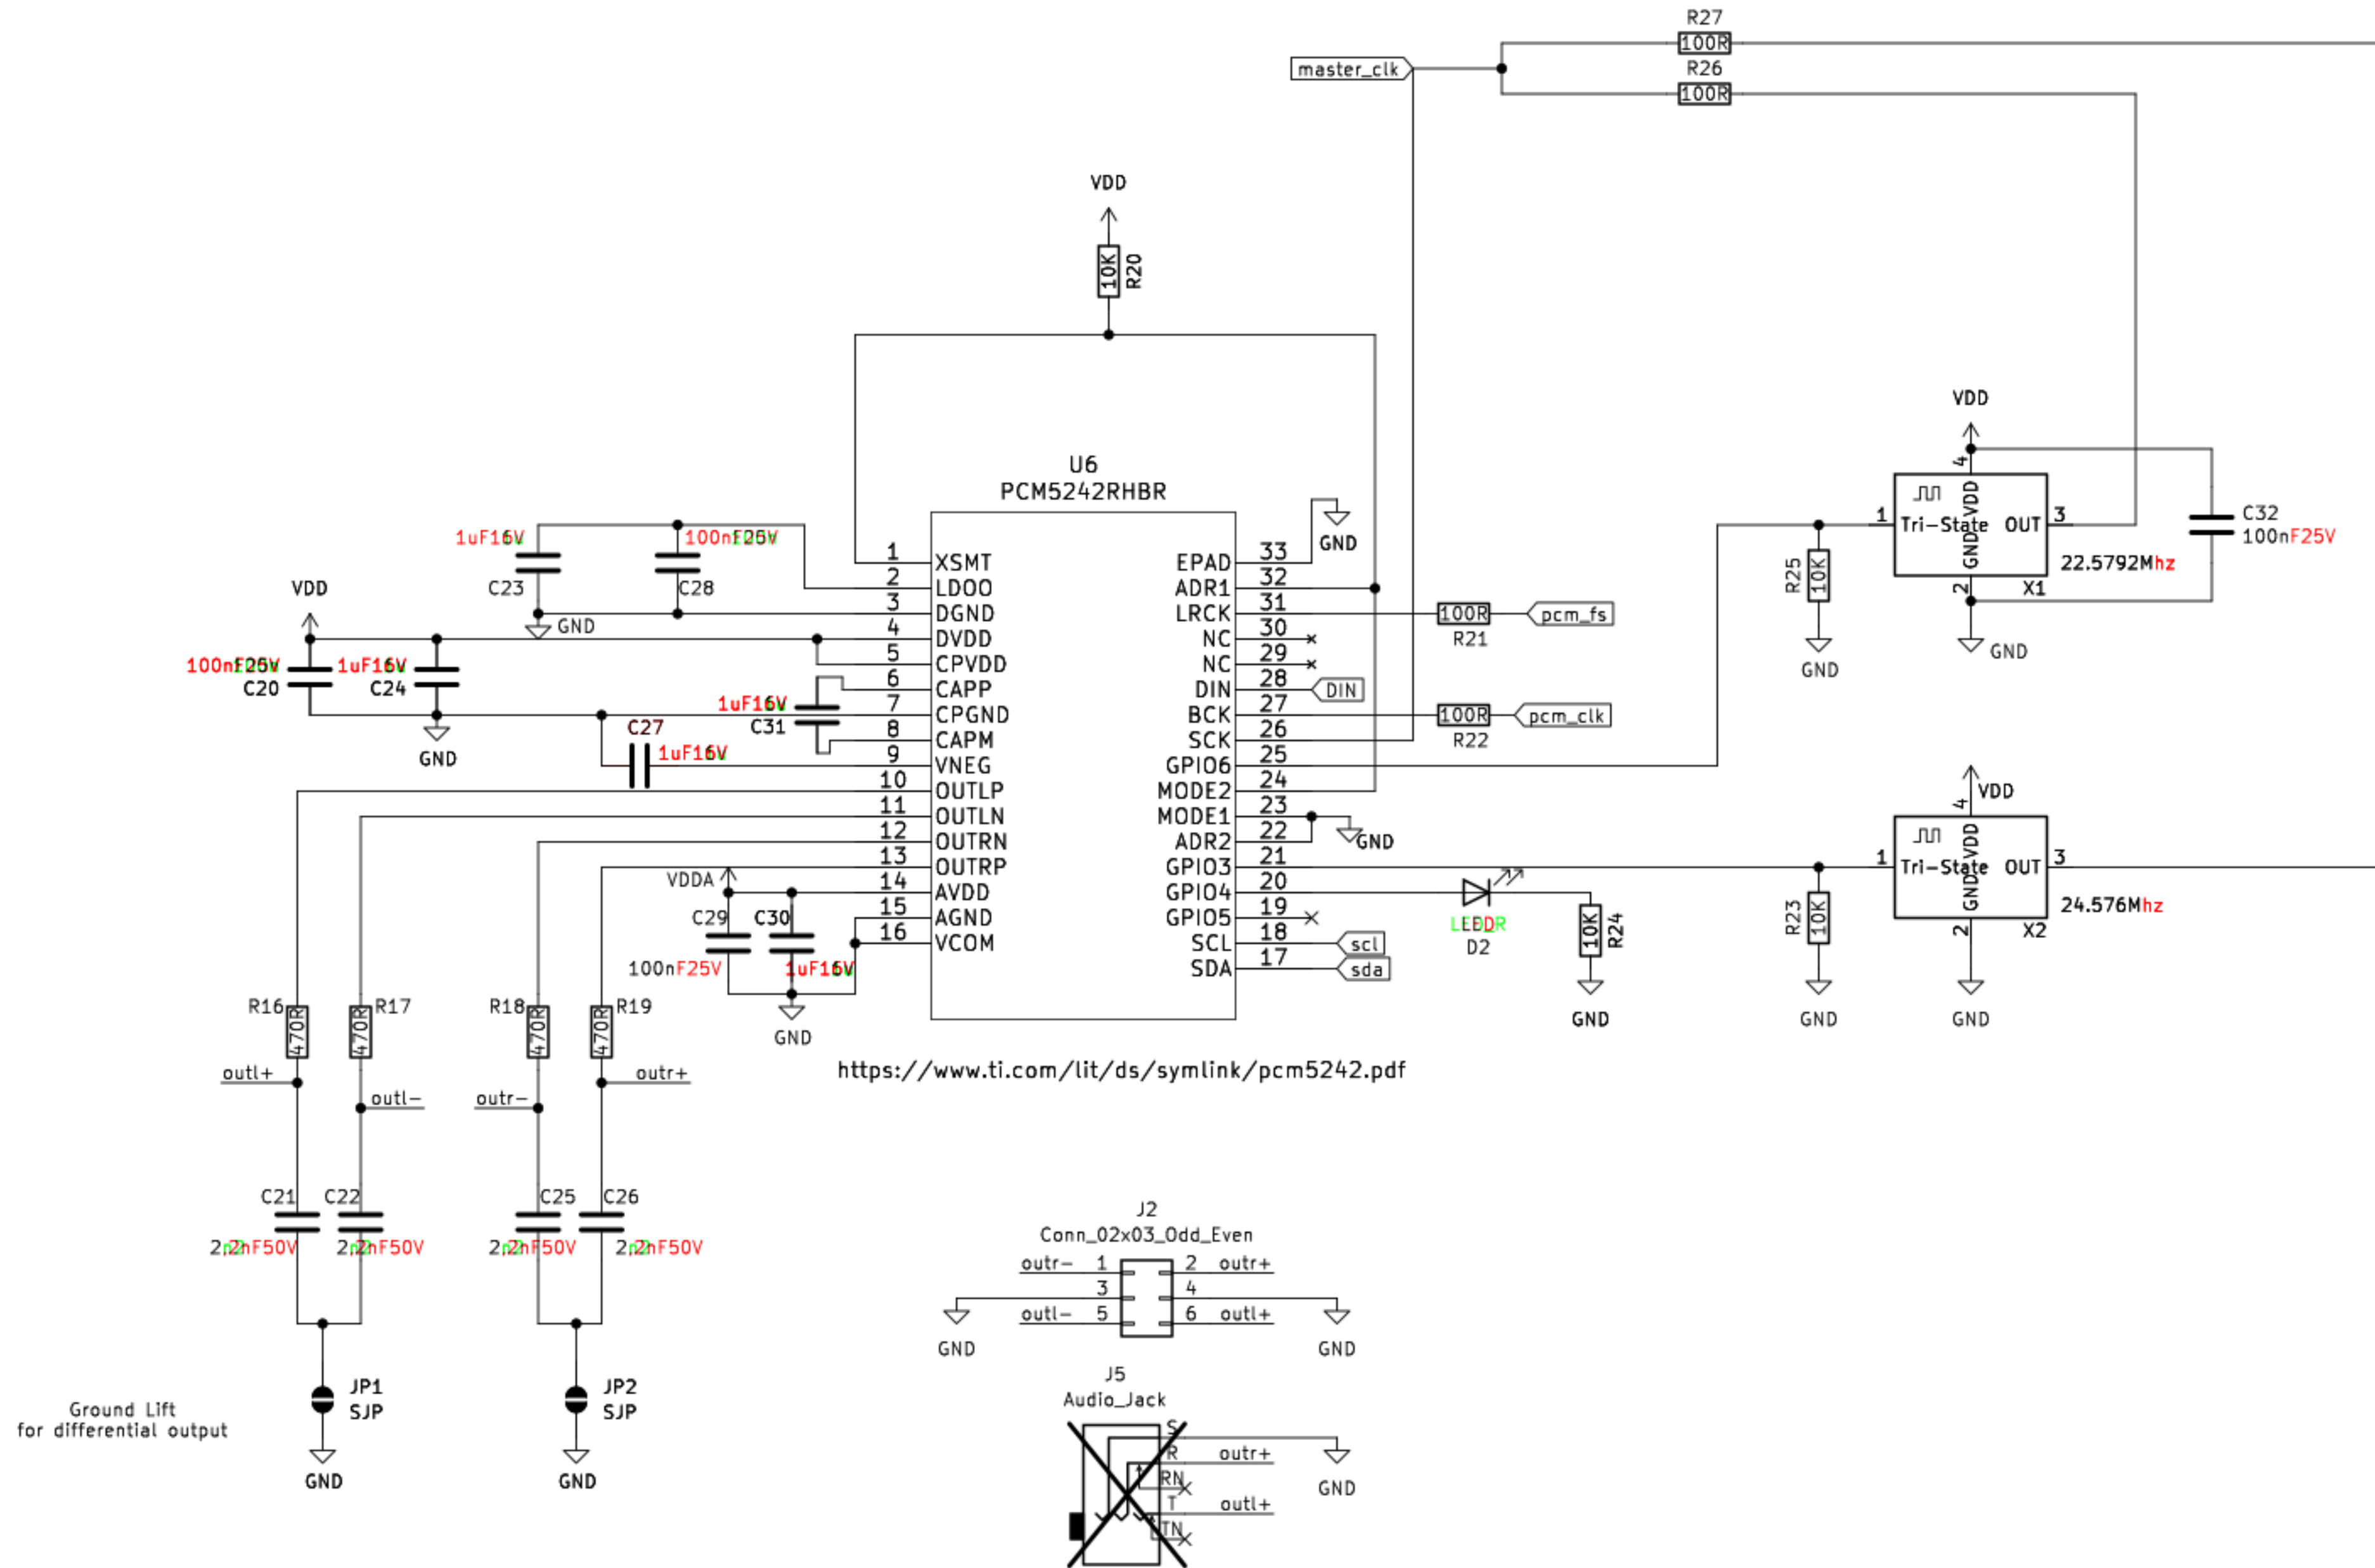 R27
100R
master_clk
R26
100R
VDD
10K
R20
VDD
U6
PCM5242RHBR
4
VDD
GND
1
Tri-State
OUT
3
C32
100nF25V
R25
10K
22.5792Mhz
2
X1
GND
GND
1uF16V
100nF25V
C23
C28
GND
VDD
100nF25V
1uF16V
C20
C24
GND
1uF16V
C31
C27
1uF16V
1
XSMT
2
LDOO
3
DGND
4
DVDD
5
CPVDD
6
CAPP
7
CPGND
8
CAPM
9
VNEG
10
OUTLP
11
OUTLN
12
OUTRN
13
OUTRP
14
AVDD
15
AGND
16
VCOM
EPAD
33
GND
ADR1
32
LRCK
31
100R
pcm_fs
R21
NC
30
NC
29
DIN
28
DIN
BCK
27
100R
pcm_clk
R22
SCK
26
GPIO6
25
MODE2
24
MODE1
23
GND
ADR2
22
GPIO3
21
GPIO4
20
GPIO5
19
SCL
18
scl
SDA
17
sda
D2
10K
R24
GND
VDD
4
VDD
GND
1
Tri-State
OUT
3
R23
10K
24.576Mhz
2
X2
GND
GND
VDDA
C29
C30
100nF25V
1uF16V
GND
R16
470R
R17
470R
R18
470R
R19
470R
outl+
outl-
outr-
outr+
https://www.ti.com/lit/ds/symlink/pcm5242.pdf
C21
C22
C25
C26
JP1
SJP
JP2
SJP
Ground Lift
for differential output
GND
GND
J2
Conn_02x03_Odd_Even
outr-
1
2
outr+
3
4
outl-
5
6
outl+
GND
GND
J5
Audio_Jack
S
R
outr+
RN
GND
T
outl+
TN